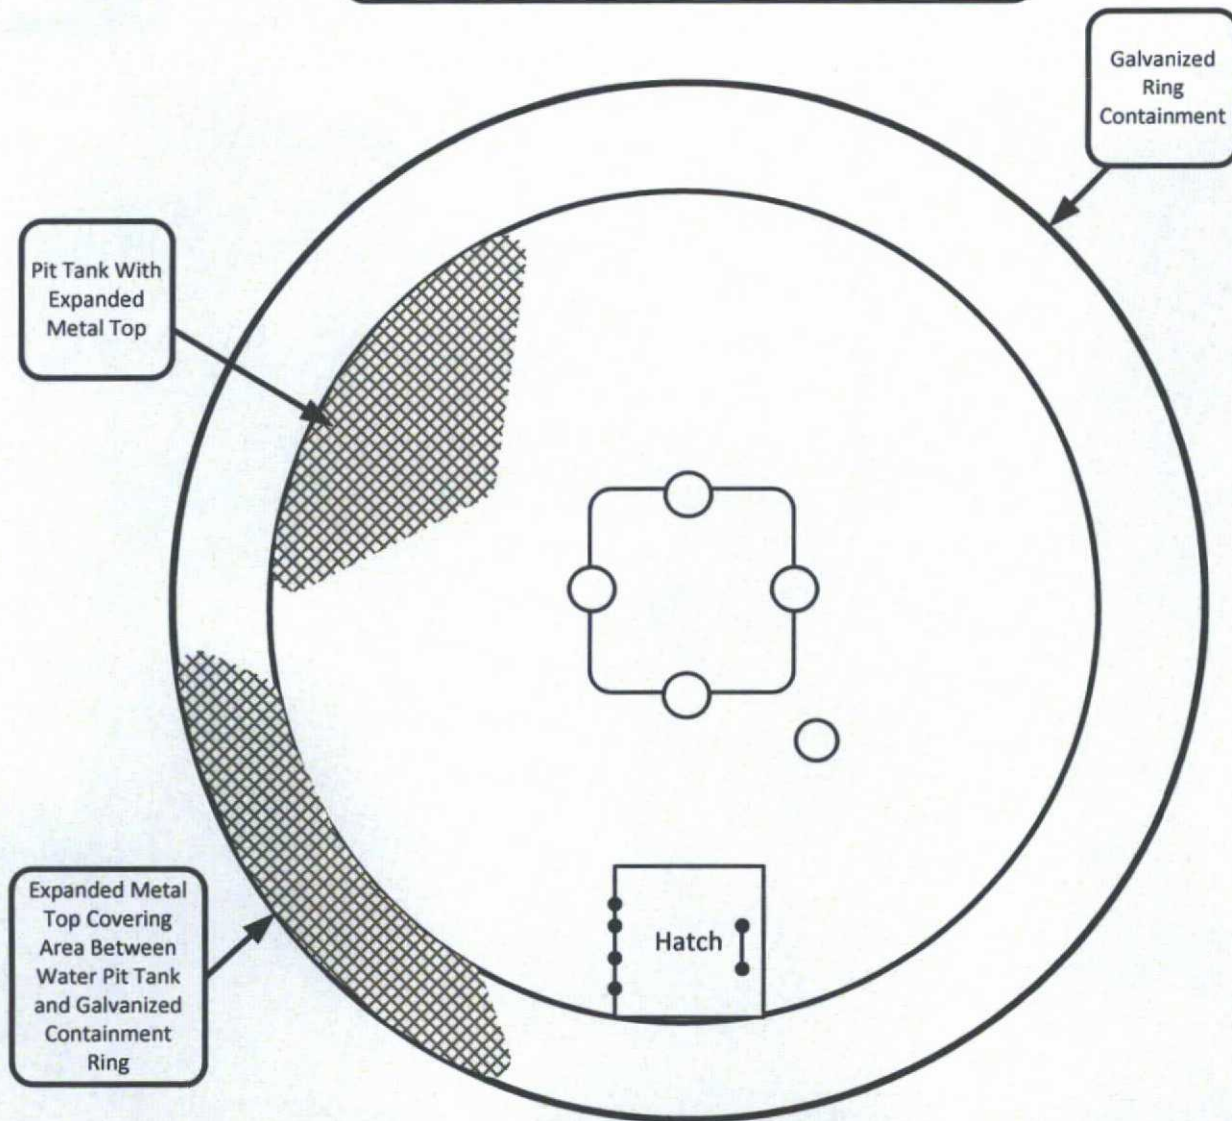 Galvanized
Ring
Containment
Pit Tank With
Expanded
Metal Top
Expanded Metal
Top Covering
Area Between
Water Pit Tank
and Galvanized
Containment
Ring
Hatch